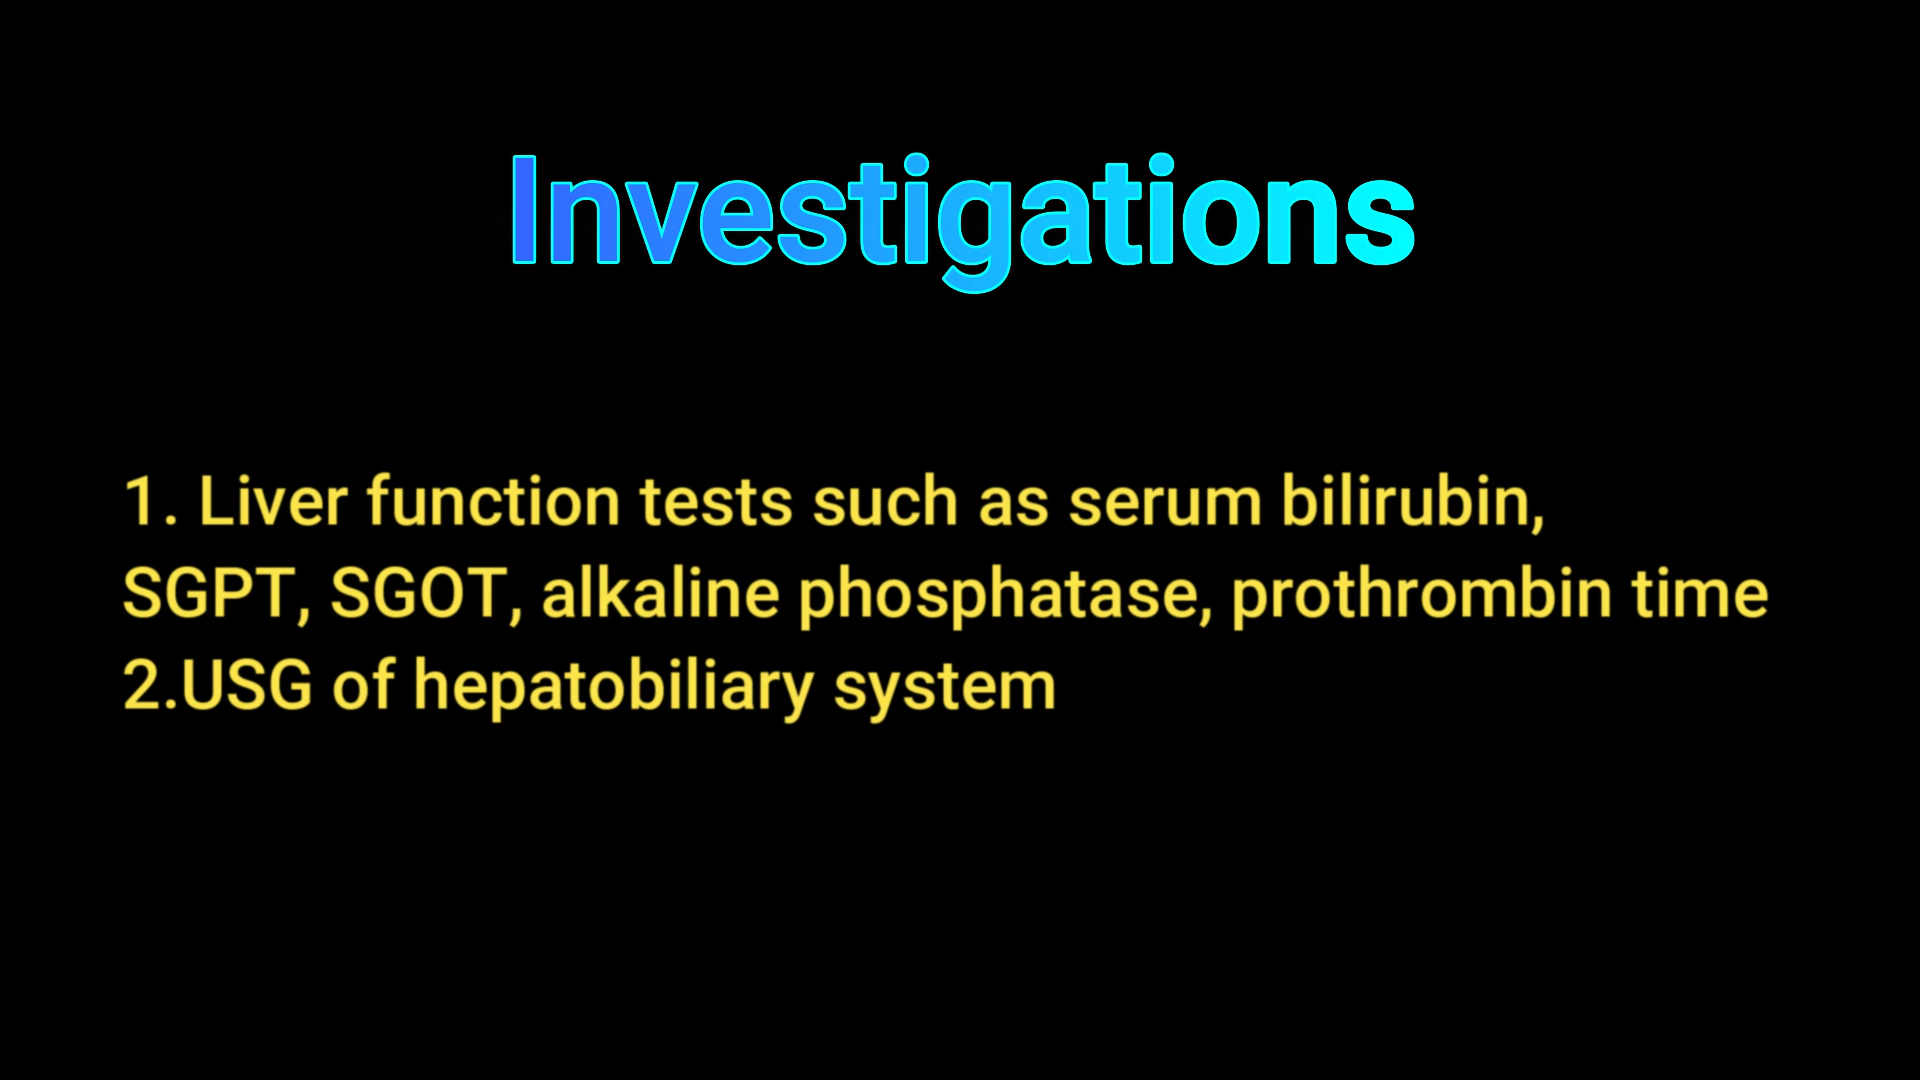 Investigations
1. Liver function tests such as serum bilirubin,
SGPT, SGOT, alkaline phosphatase, prothrombin time
2.USG of hepatobiliary system